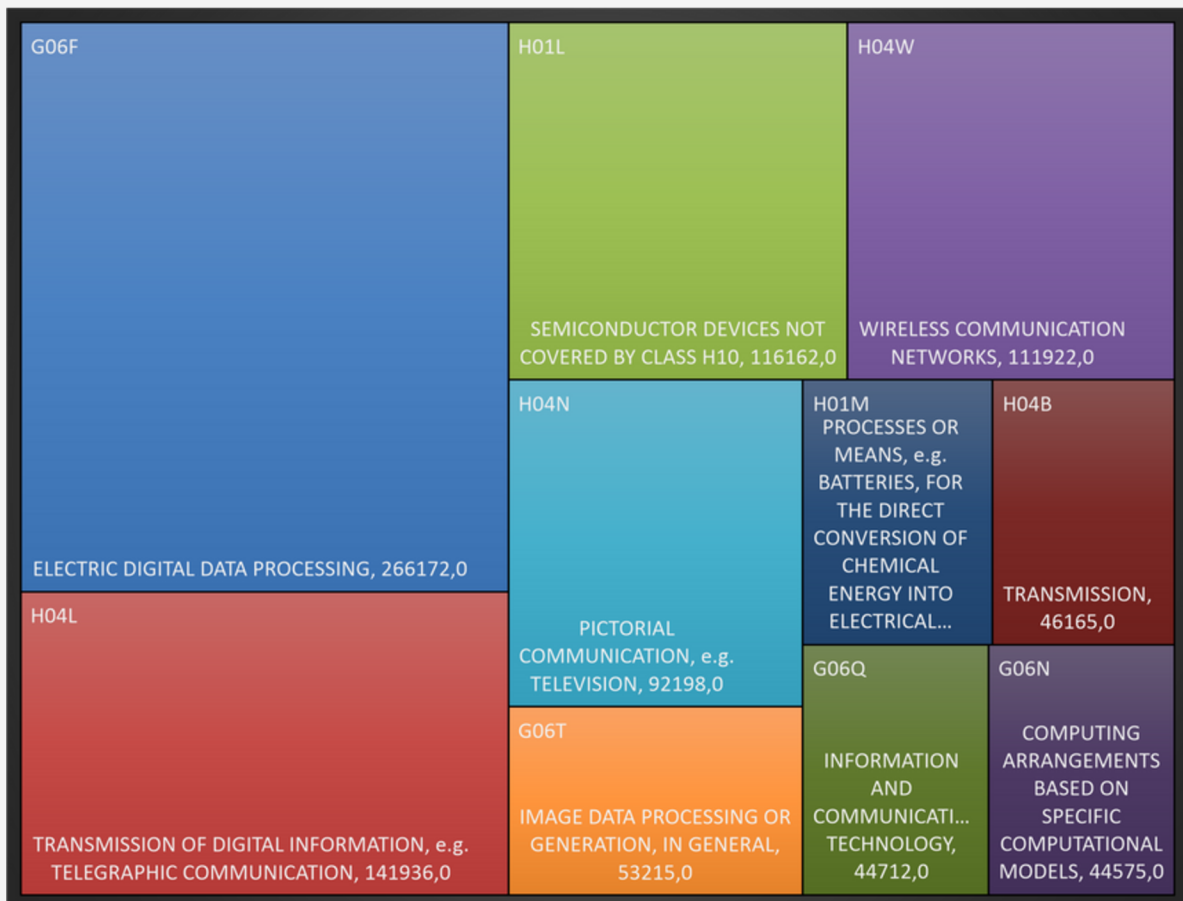 G06F
ELECTRIC DIGITAL DATA PROCESSING, 266172,0
H04L
TRANSMISSION OF DIGITAL INFORMATION, e.g.
TELEGRAPHIC COMMUNICATION, 141936,0
H01L
SEMICONDUCTOR DEVICES NOT
COVERED BY CLASS H10, 116162,0
H04W
WIRELESS COMMUNICATION
NETWORKS, 111922,0
H04N
PICTORIAL
COMMUNICATION, e.g.
TELEVISION, 92198,0
G06T
IMAGE DATA PROCESSING OR
GENERATION, IN GENERAL,
53215,0
H01M
PROCESSES OR
MEANS, e.g.
BATTERIES, FOR
THE DIRECT
CONVERSION OF
CHEMICAL
ENERGY INTO
ELECTRICAL…
H04B
TRANSMISSION,
46165,0
G06Q
INFORMATION
AND
COMMUNICATI…
TECHNOLOGY,
44712,0
G06N
COMPUTING
ARRANGEMENTS
BASED ON
SPECIFIC
COMPUTATIONAL
MODELS, 44575,0